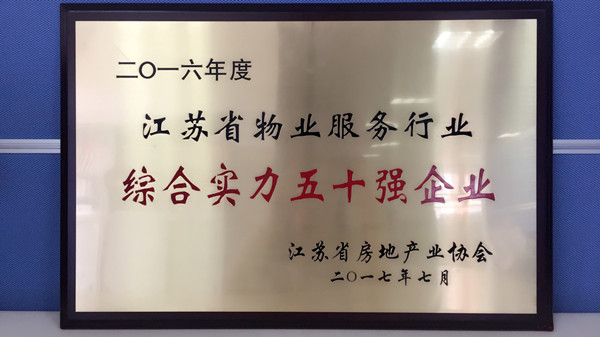 二〇一六年度
江苏省物业服务行业
综合实力五十强企业
江苏省房地产业协会
二〇一七年七月